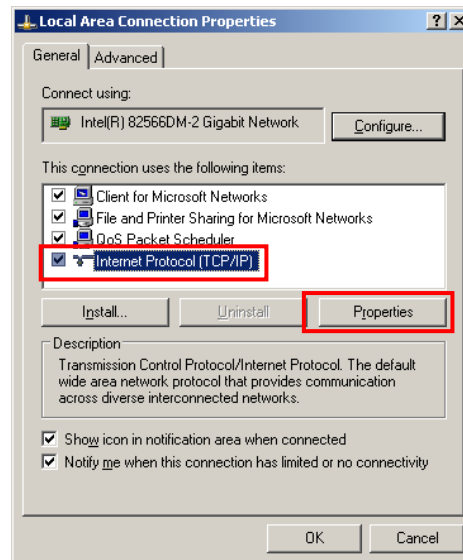 Local Area Connection Properties
General Advanced
Connect using:
Intel(R) 82566DM-2 Gigabit Network Configure...
This connection uses the following items:
Client for Microsoft Networks
File and Printer Sharing for Microsoft Networks
QoS Packet Scheduler
Internet Protocol (TCP/IP)
Install... Uninstall Properties
Description
Transmission Control Protocol/Internet Protocol. The default
wide area network protocol that provides communication
across diverse interconnected networks.
Show icon in notification area when connected
Notify me when this connection has limited or no connectivity
OK Cancel